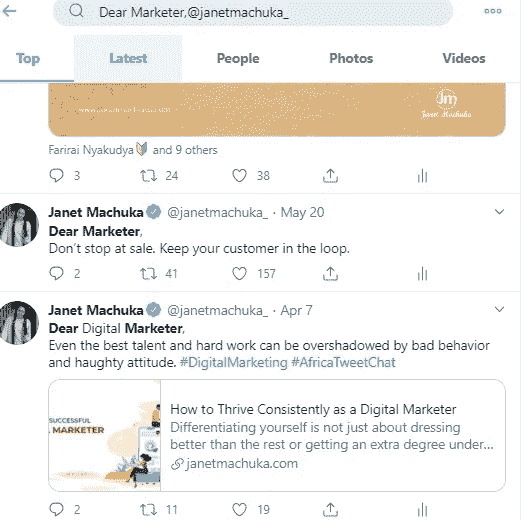 Dear Marketer,@janetmachuka_
Top Latest People Photos Videos
Janet Machuka
Farirai Nyakudya and 9 others
3 24 38
Janet Machuka @janetmachuka_ · May 20
Dear Marketer,
Don't stop at sale. Keep your customer in the loop.
2 41 157
Janet Machuka @janetmachuka_ · Apr 7
Dear Digital Marketer,
Even the best talent and hard work can be overshadowed by bad behavior
and haughty attitude. #DigitalMarketing #AfricaTweetChat
SUCCESSFUL
MARKETER
How to Thrive Consistently as a Digital Marketer
Differentiating yourself is not just about dressing
better than the rest or getting an extra degree under...
janetmachuka.com
2 11 19